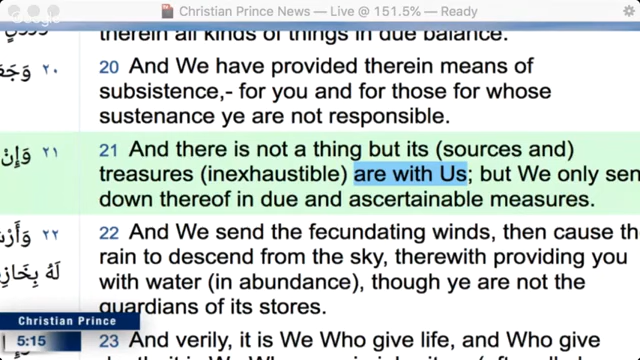 Christian Prince News — Live @ 151.5% — Ready
therein all kinds of things in due balance.
٢٠
20 And We have provided therein means of
subsistence,- for you and for those for whose
sustenance ye are not responsible.
وَإِنْ ٢١
21 And there is not a thing but its (sources and)
treasures (inexhaustible) are with Us; but We only sen
down thereof in due and ascertainable measures.
٢٢
22 And We send the fecundating winds, then cause th
rain to descend from the sky, therewith providing you
with water (in abundance), though ye are not the
guardians of its stores.
Christian Prince
5:15
23 And verily, it is We Who give life, and Who give